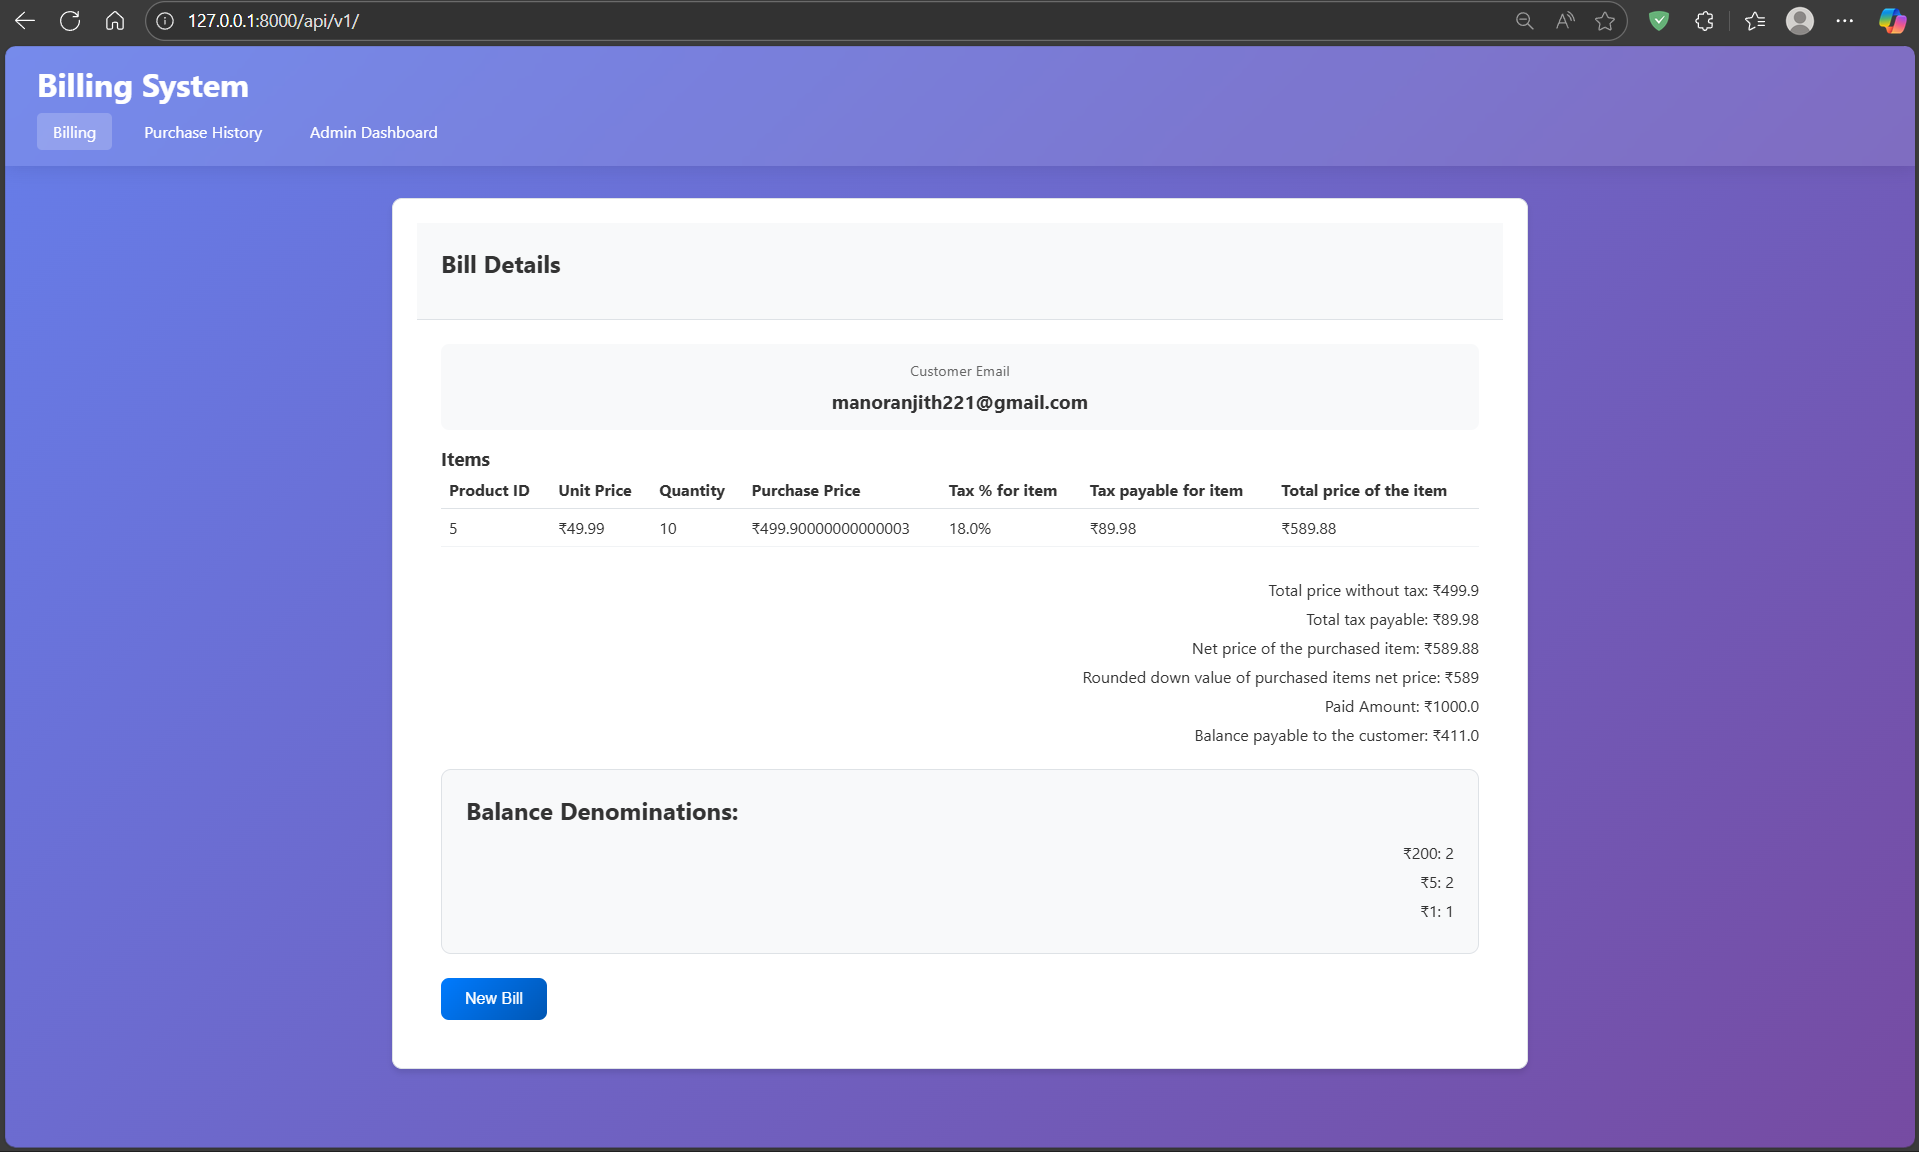 127.0.0.1:8000/api/v1/
Billing System
Billing Purchase History Admin Dashboard
Bill Details
Customer Email
manoranjith221@gmail.com
Items
Product ID Unit Price Quantity Purchase Price Tax % for item Tax payable for item Total price of the item
5 ₹49.99 10 ₹499.90000000000003 18.0% ₹89.98 ₹589.88
Total price without tax: ₹499.9
Total tax payable: ₹89.98
Net price of the purchased item: ₹589.88
Rounded down value of purchased items net price: ₹589
Paid Amount: ₹1000.0
Balance payable to the customer: ₹411.0
Balance Denominations:
₹200: 2
₹5: 2
₹1: 1
New Bill